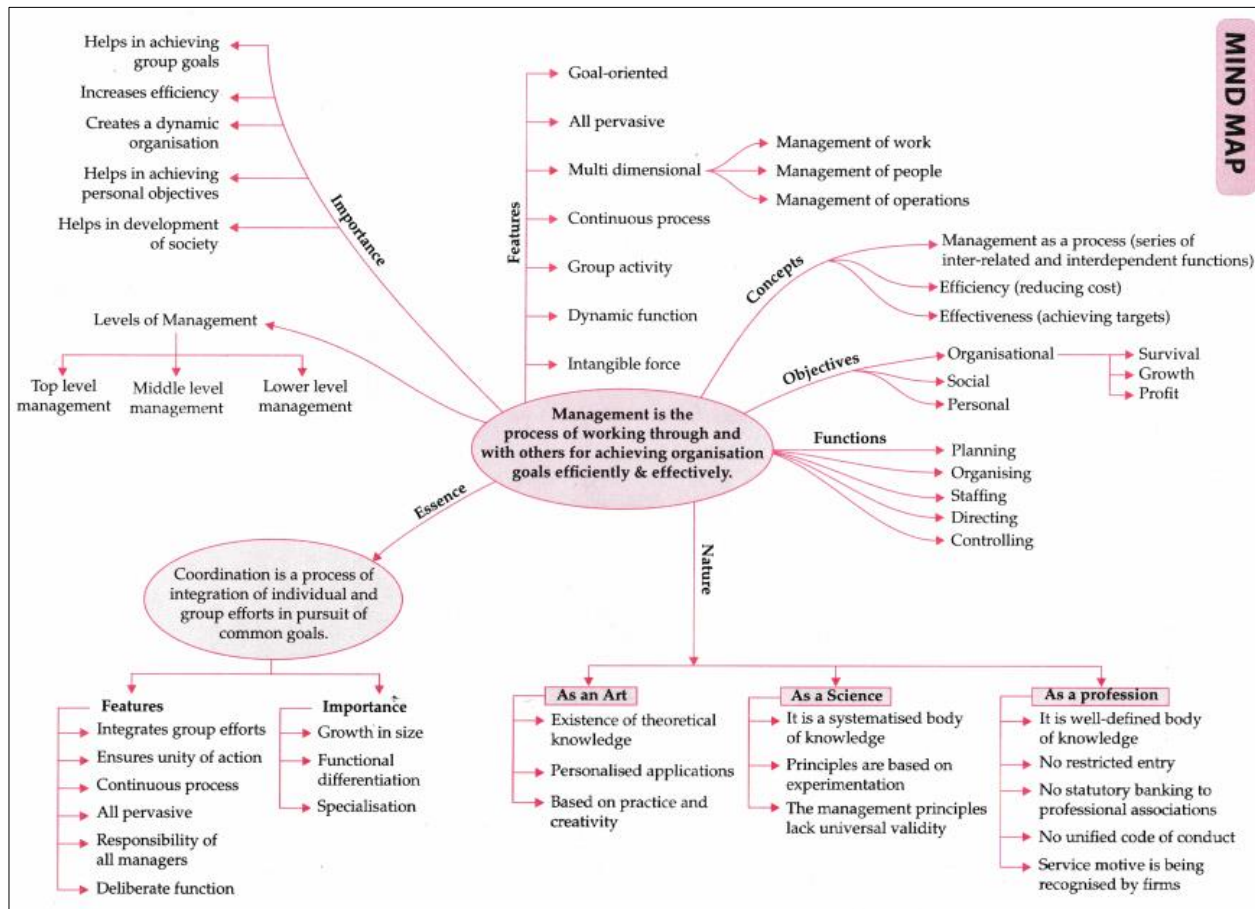 MIND MAP
Helps in achieving
group goals
Increases efficiency
Creates a dynamic
organisation
Helps in achieving
personal objectives
Helps in development
of society
Importance
Features
Goal-oriented
All pervasive
Multi dimensional
Management of work
Management of people
Management of operations
Continuous process
Group activity
Dynamic function
Intangible force
Concepts
Management as a process (series of
inter-related and interdependent functions)
Efficiency (reducing cost)
Effectiveness (achieving targets)
Levels of Management
Top level
management
Middle level
management
Lower level
management
Objectives
Organisational
Social
Personal
Survival
Growth
Profit
Management is the
process of working through and
with others for achieving organisation
goals efficiently & effectively.
Functions
Planning
Organising
Staffing
Directing
Controlling
Essence
Coordination is a process of
integration of individual and
group efforts in pursuit of
common goals.
Features
Integrates group efforts
Ensures unity of action
Continuous process
All pervasive
Responsibility of
all managers
Deliberate function
Importance
Growth in size
Functional
differentiation
Specialisation
Nature
As an Art
Existence of theoretical
knowledge
Personalised applications
Based on practice and
creativity
As a Science
It is a systematised body
of knowledge
Principles are based on
experimentation
The management principles
lack universal validity
As a profession
It is well-defined body
of knowledge
No restricted entry
No statutory banking to
professional associations
No unified code of conduct
Service motive is being
recognised by firms